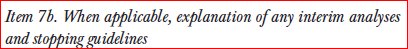 Item 7b. When applicable, explanation of any interim analyses
and stopping guidelines